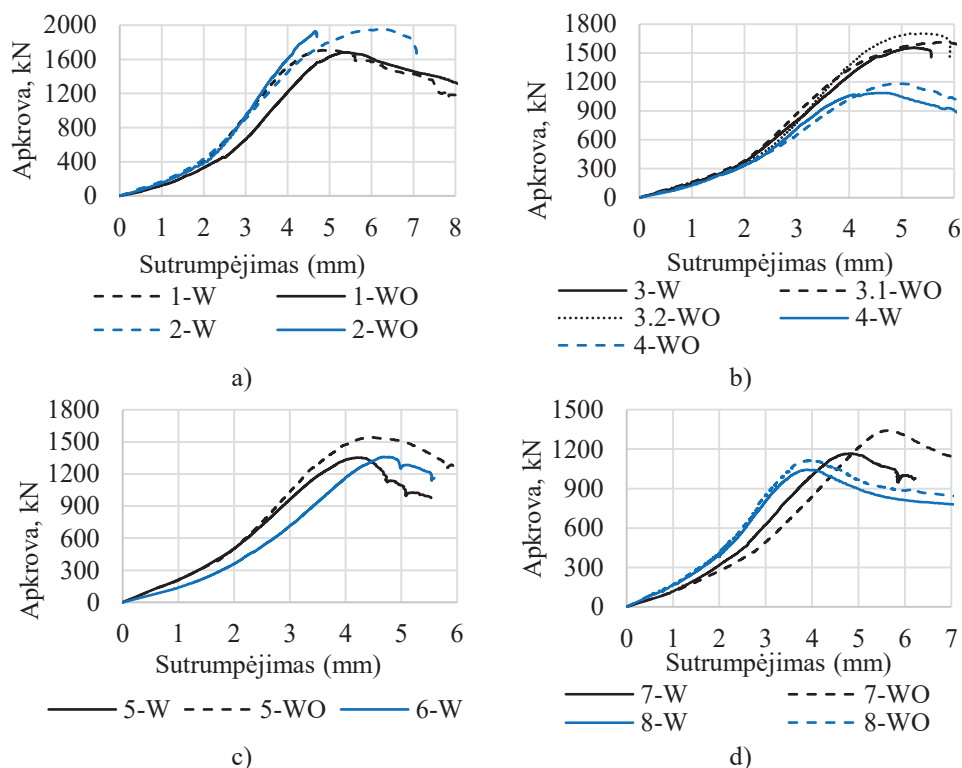 Apkrova, kN
2000
1600
1200
800
400
0
0 1 2 3 4 5 6 7 8
Sutrumpėjimas (mm)
1-W 1-WO
2-W 2-WO
a)
Apkrova, kN
1800
1500
1200
900
600
300
0
0 1 2 3 4 5 6
Sutrumpėjimas (mm)
3-W 3.1-WO
3.2-WO 4-W
4-WO
b)
Apkrova, kN
1800
1500
1200
900
600
300
0
0 1 2 3 4 5 6
Sutrumpėjimas (mm)
5-W 5-WO 6-W
c)
Apkrova, kN
1500
1200
900
600
300
0
0 1 2 3 4 5 6 7
Sutrumpėjimas (mm)
7-W 7-WO
8-W 8-WO
d)